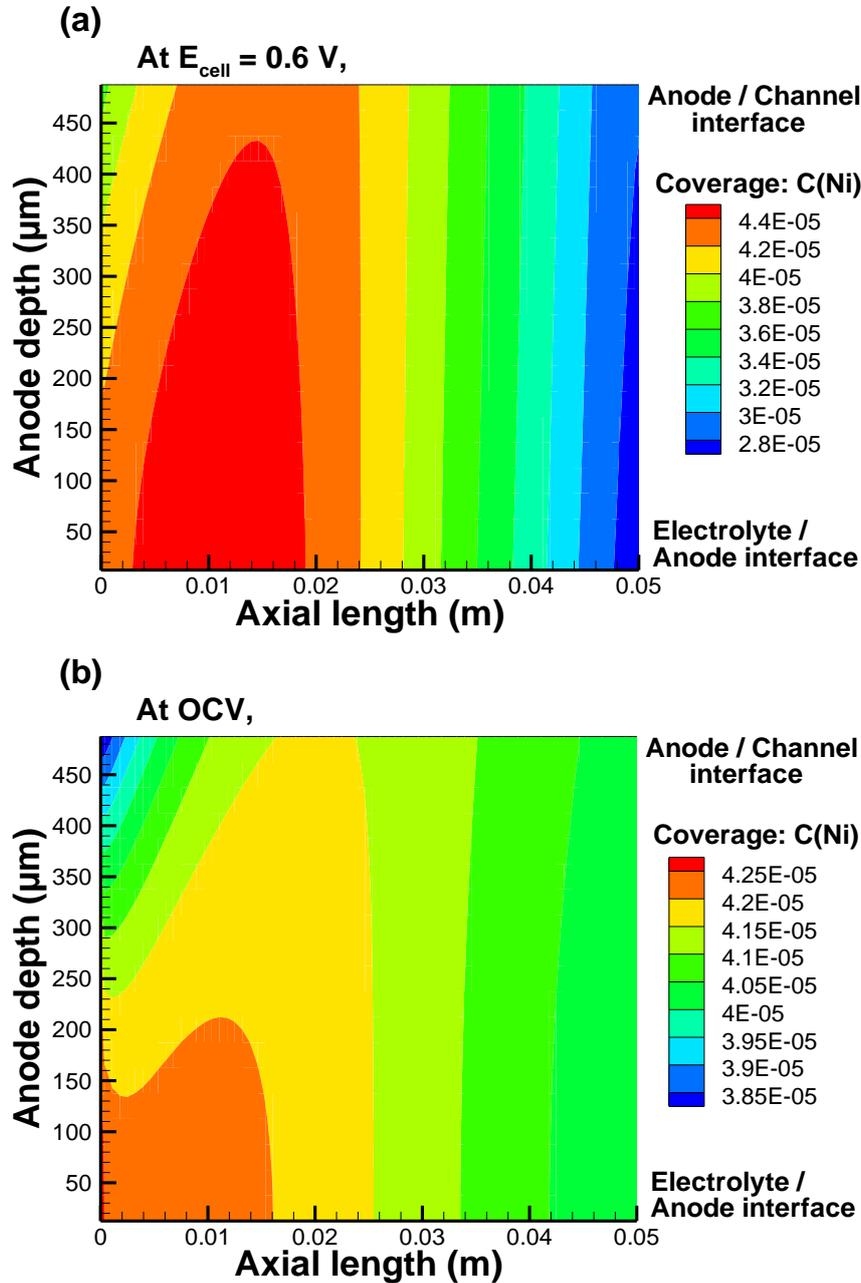 (a)
At Ecell = 0.6 V,
Anode / Channel
interface
Coverage: C(Ni)
4.4E-05
4.2E-05
4E-05
3.8E-05
3.6E-05
3.4E-05
3.2E-05
3E-05
2.8E-05
Electrolyte /
Anode interface
Anode depth (µm)
450
400
350
300
250
200
150
100
50
0
0.01
0.02
0.03
0.04
0.05
Axial length (m)
(b)
At OCV,
Anode / Channel
interface
Coverage: C(Ni)
4.25E-05
4.2E-05
4.15E-05
4.1E-05
4.05E-05
4E-05
3.95E-05
3.9E-05
3.85E-05
Electrolyte /
Anode interface
Anode depth (µm)
450
400
350
300
250
200
150
100
50
0
0.01
0.02
0.03
0.04
0.05
Axial length (m)